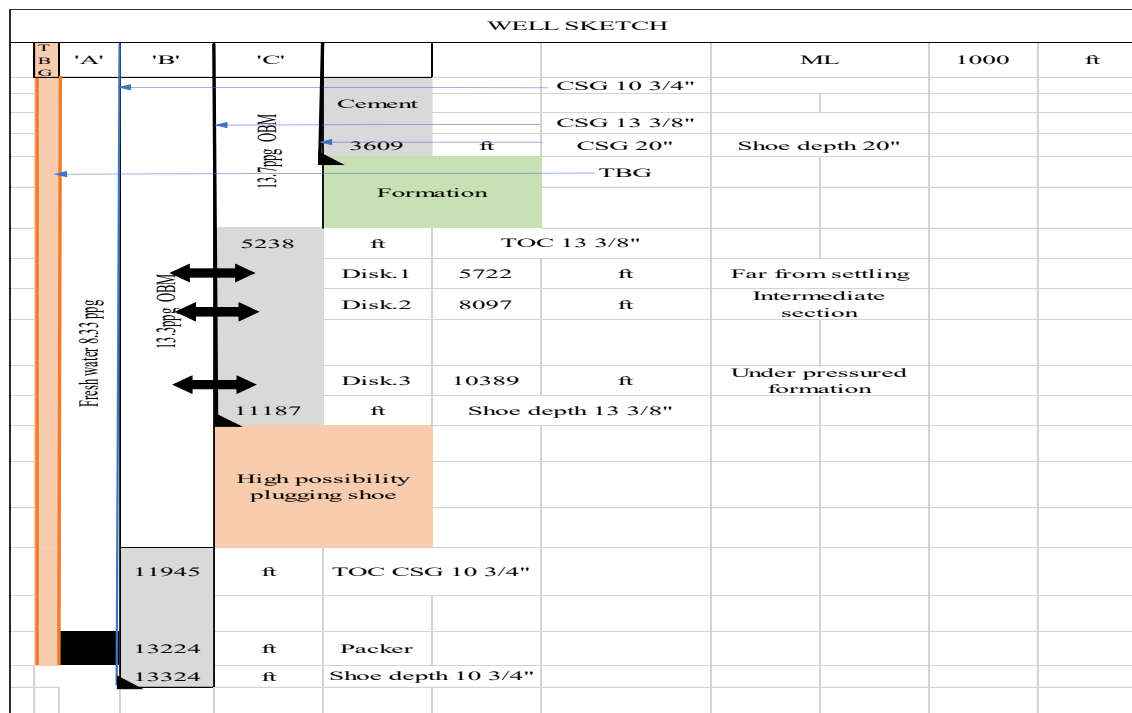 WELL SKETCH
T
B
G
'A'
'B'
'C'
ML
1000
ft
CSG 10 3/4"
Cement
CSG 13 3/8"
3609
ft
CSG 20"
Shoe depth 20"
13.7ppg OBM
TBG
Formation
5238
ft
TOC 13 3/8"
Disk.1
5722
ft
Far from settling
Disk.2
8097
ft
Intermediate
section
13.3ppg OBM
Fresh water 8.33 ppg
Disk.3
10389
ft
Under pressured
formation
11187
ft
Shoe depth 13 3/8"
High possibility
plugging shoe
11945
ft
TOC CSG 10 3/4"
13224
ft
Packer
13324
ft
Shoe depth 10 3/4"